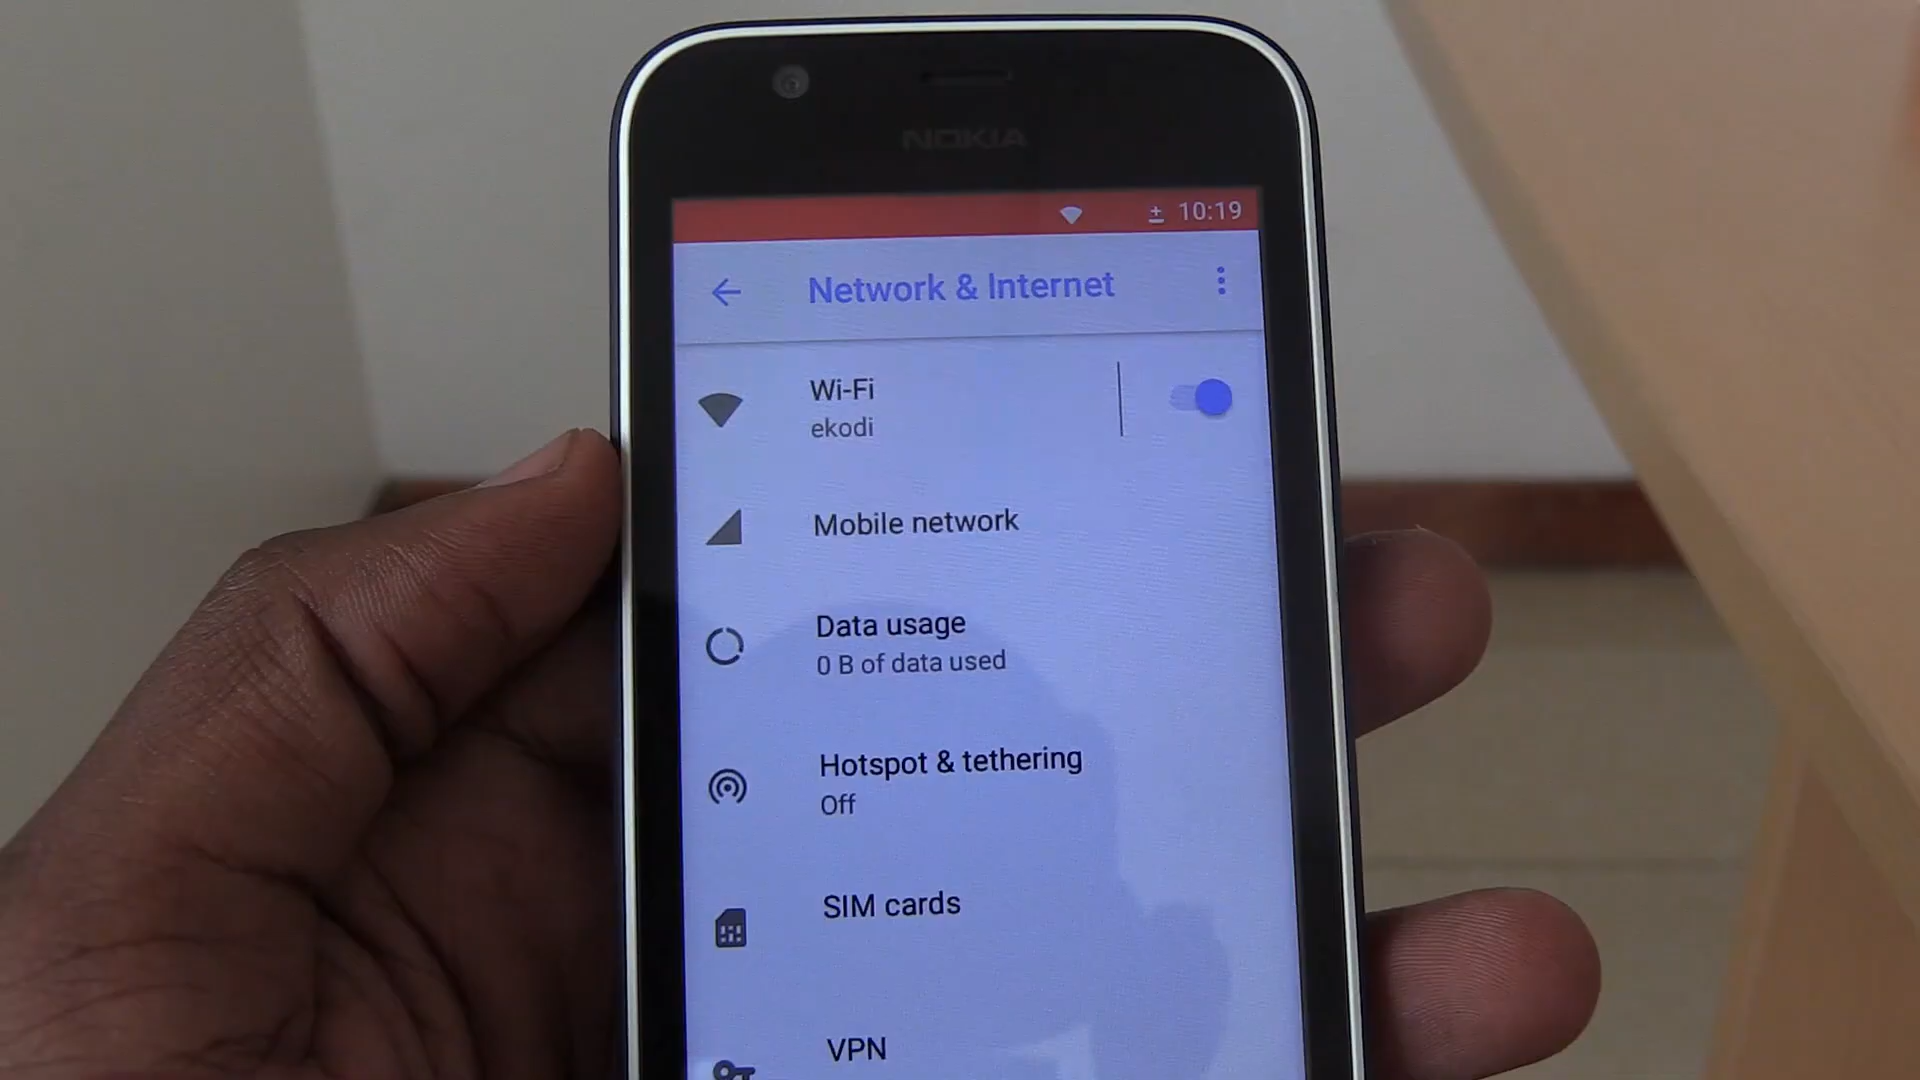 NOKIA
10:19
Network & Internet
Wi-Fi
ekodi
Mobile network
Data usage
0 B of data used
Hotspot & tethering
Off
SIM cards
VPN